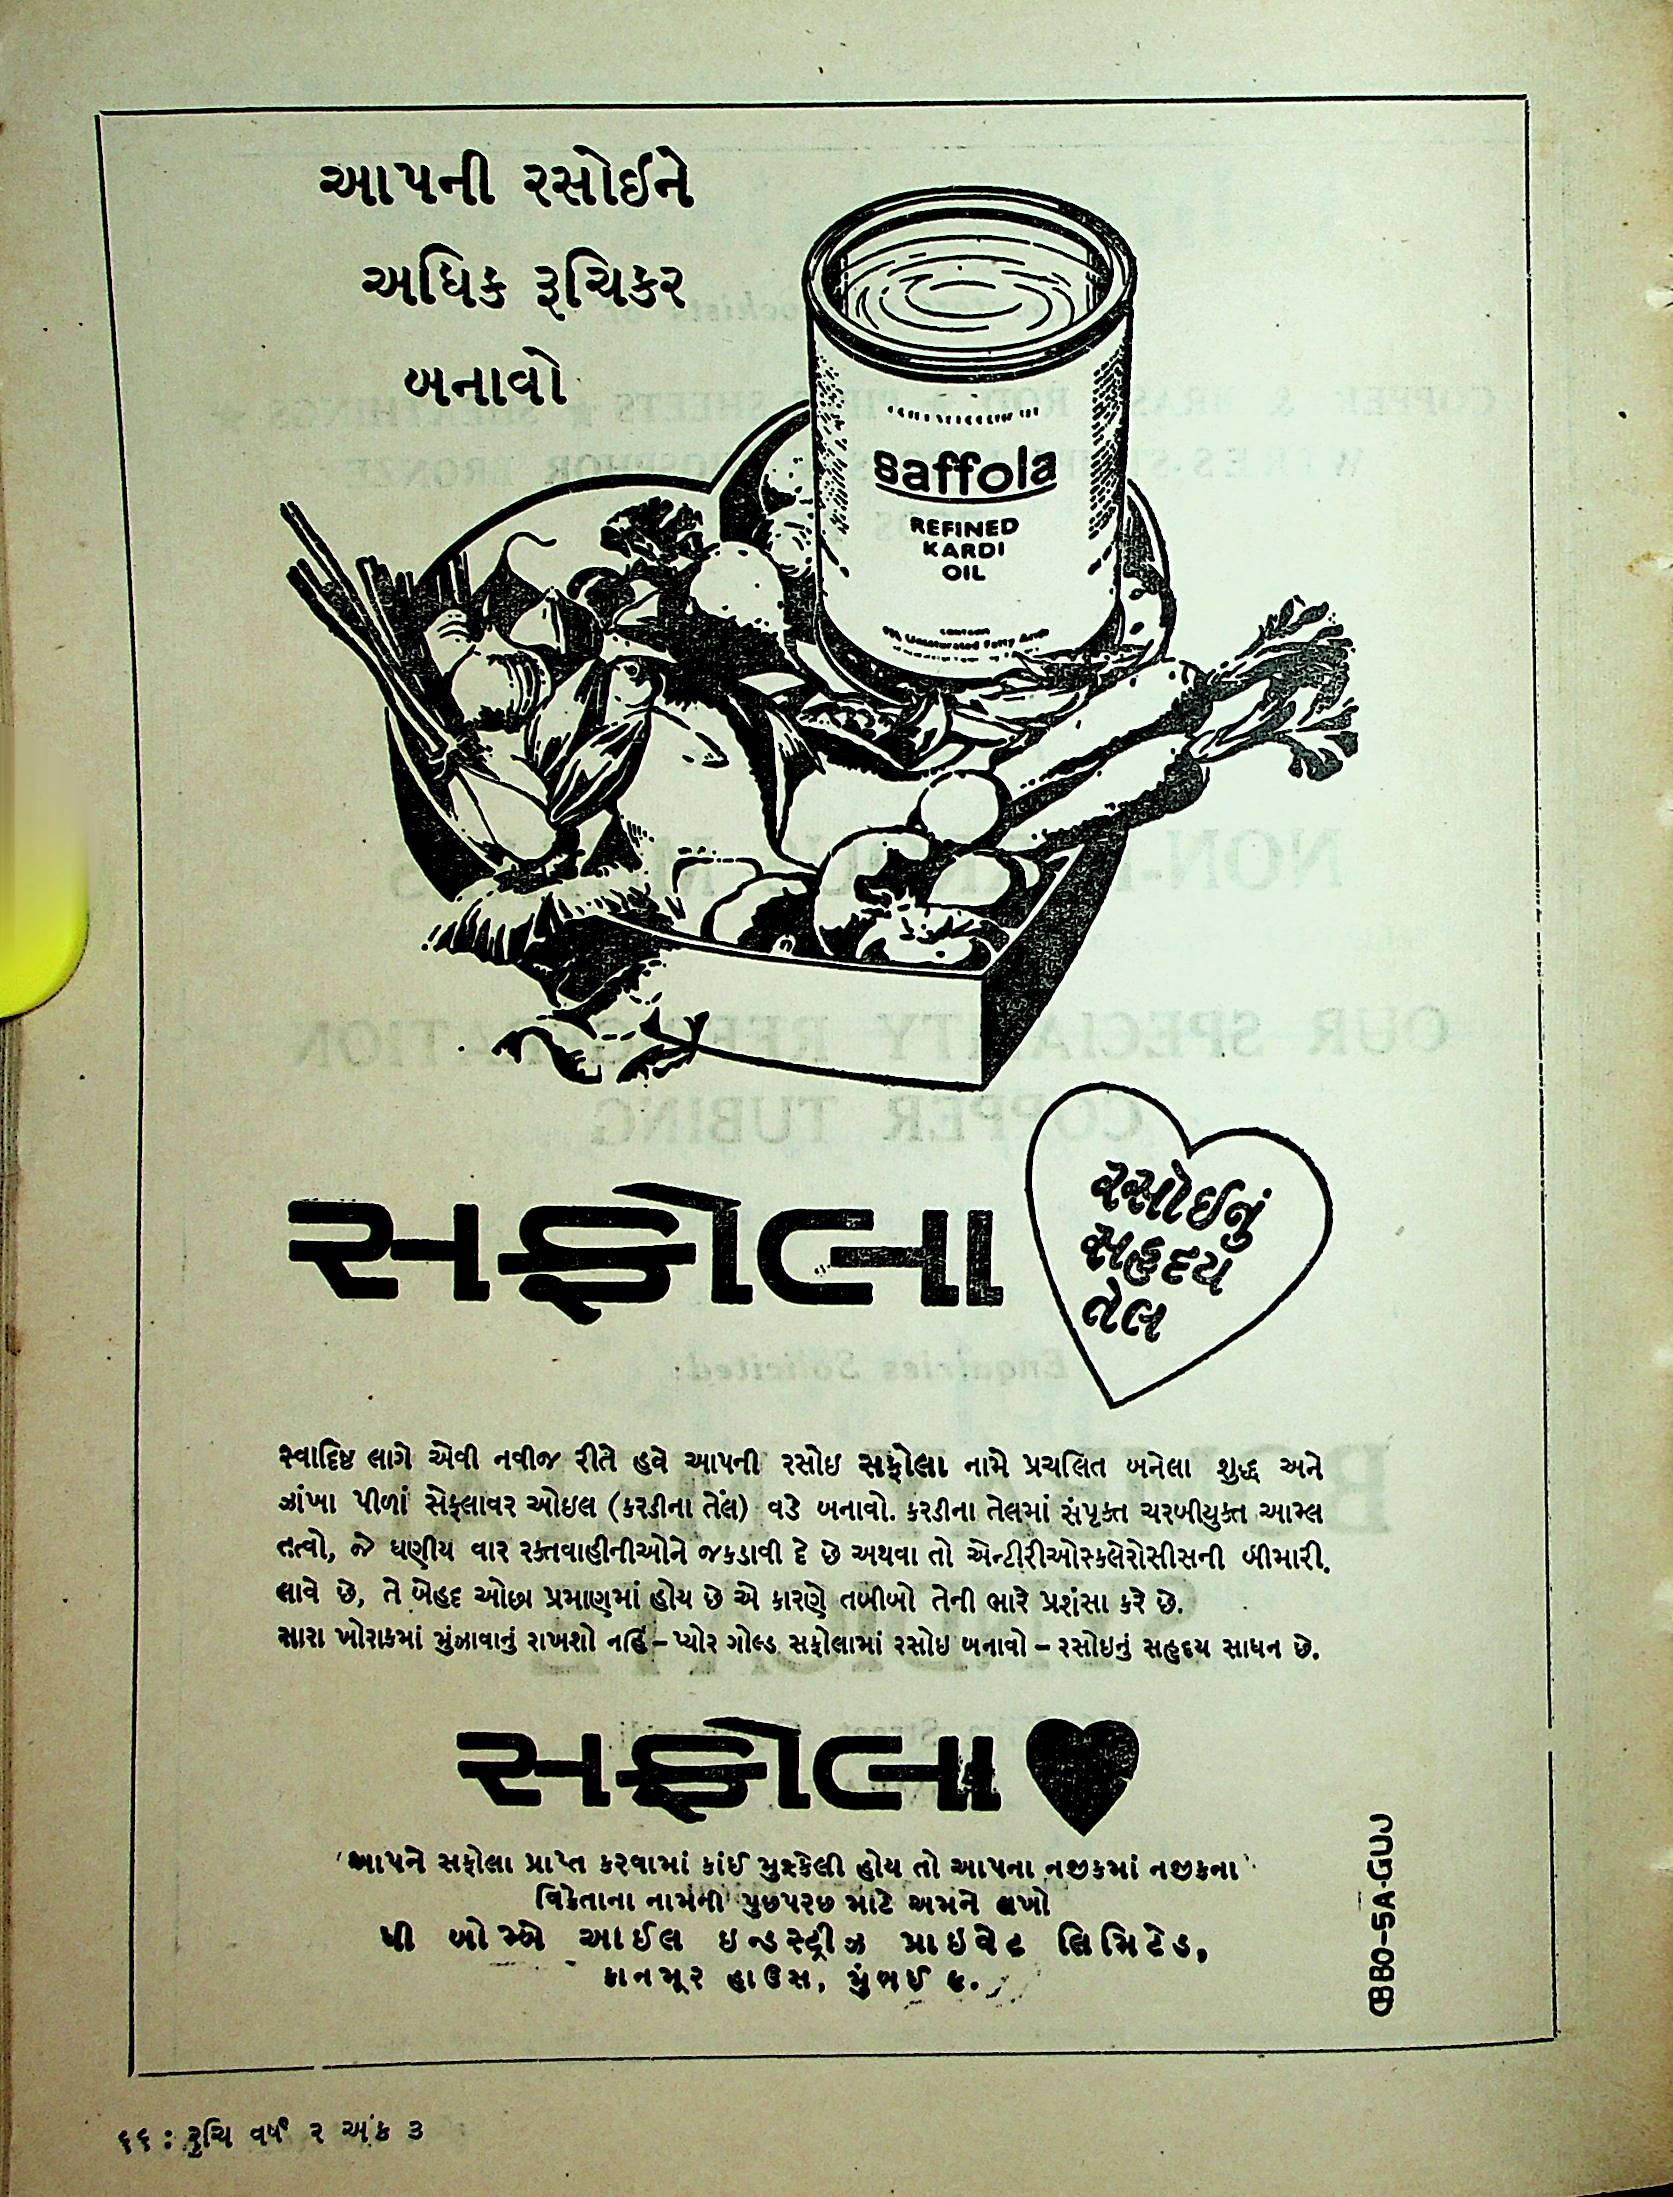 આપની રસોઈને
અધિક રૂચિકર
બનાવો
saffola
REFINED
KARDI
OIL
Unsaturated Fatty Acids
સફોલા
રસોઈનું
સહૃદય
તેલ
સ્વાદિષ્ટ લાગે એવી નવીજ રીતે હવે આપની રસોઇ સફોલા નામે પ્રચલિત બનેલા શુદ્ધ અને
ઝાંખા પીળાં સેફ્લાવર ઓઇલ (કરડીના તેલ) વડે બનાવો. કરડીના તેલમાં સંપૃક્ત ચરબીયુક્ત આમ્લ
તત્વો, જે ઘણીય વાર રક્તવાહીનીઓને જકડાવી દે છે અથવા તો એન્ટીરીઓસ્કલેરોસીસની બીમારી
લાવે છે, તે બેહદ ઓછા પ્રમાણમાં હોય છે એ કારણે તબીબો તેની ભારે પ્રશંસા કરે છે.
સારા ખોરાકમાં મુંઝાવાનું રાખશો નહિં – પ્યોર ગોલ્ડ સફોલામાં રસોઇ બનાવો – રસોઇનું સહૃદય સાધન છે.
સફોલા
આપને સફોલા પ્રાપ્ત કરવામાં કાંઈ મુશ્કેલી હોય તો આપના નજીકમાં નજીકના
વિક્રેતાના નામની પુછપરછ માટે અમને લખો
ધી બોમ્બે આઈલ ઇન્ડસ્ટ્રીઝ પ્રાઇવેટ લિમિટેડ,
કાનમૂર હાઉસ, મુંબઈ ૯.
BBO-5A-GUJ
૬૬ : રુચિ વર્ષ ૨ અંક ૩